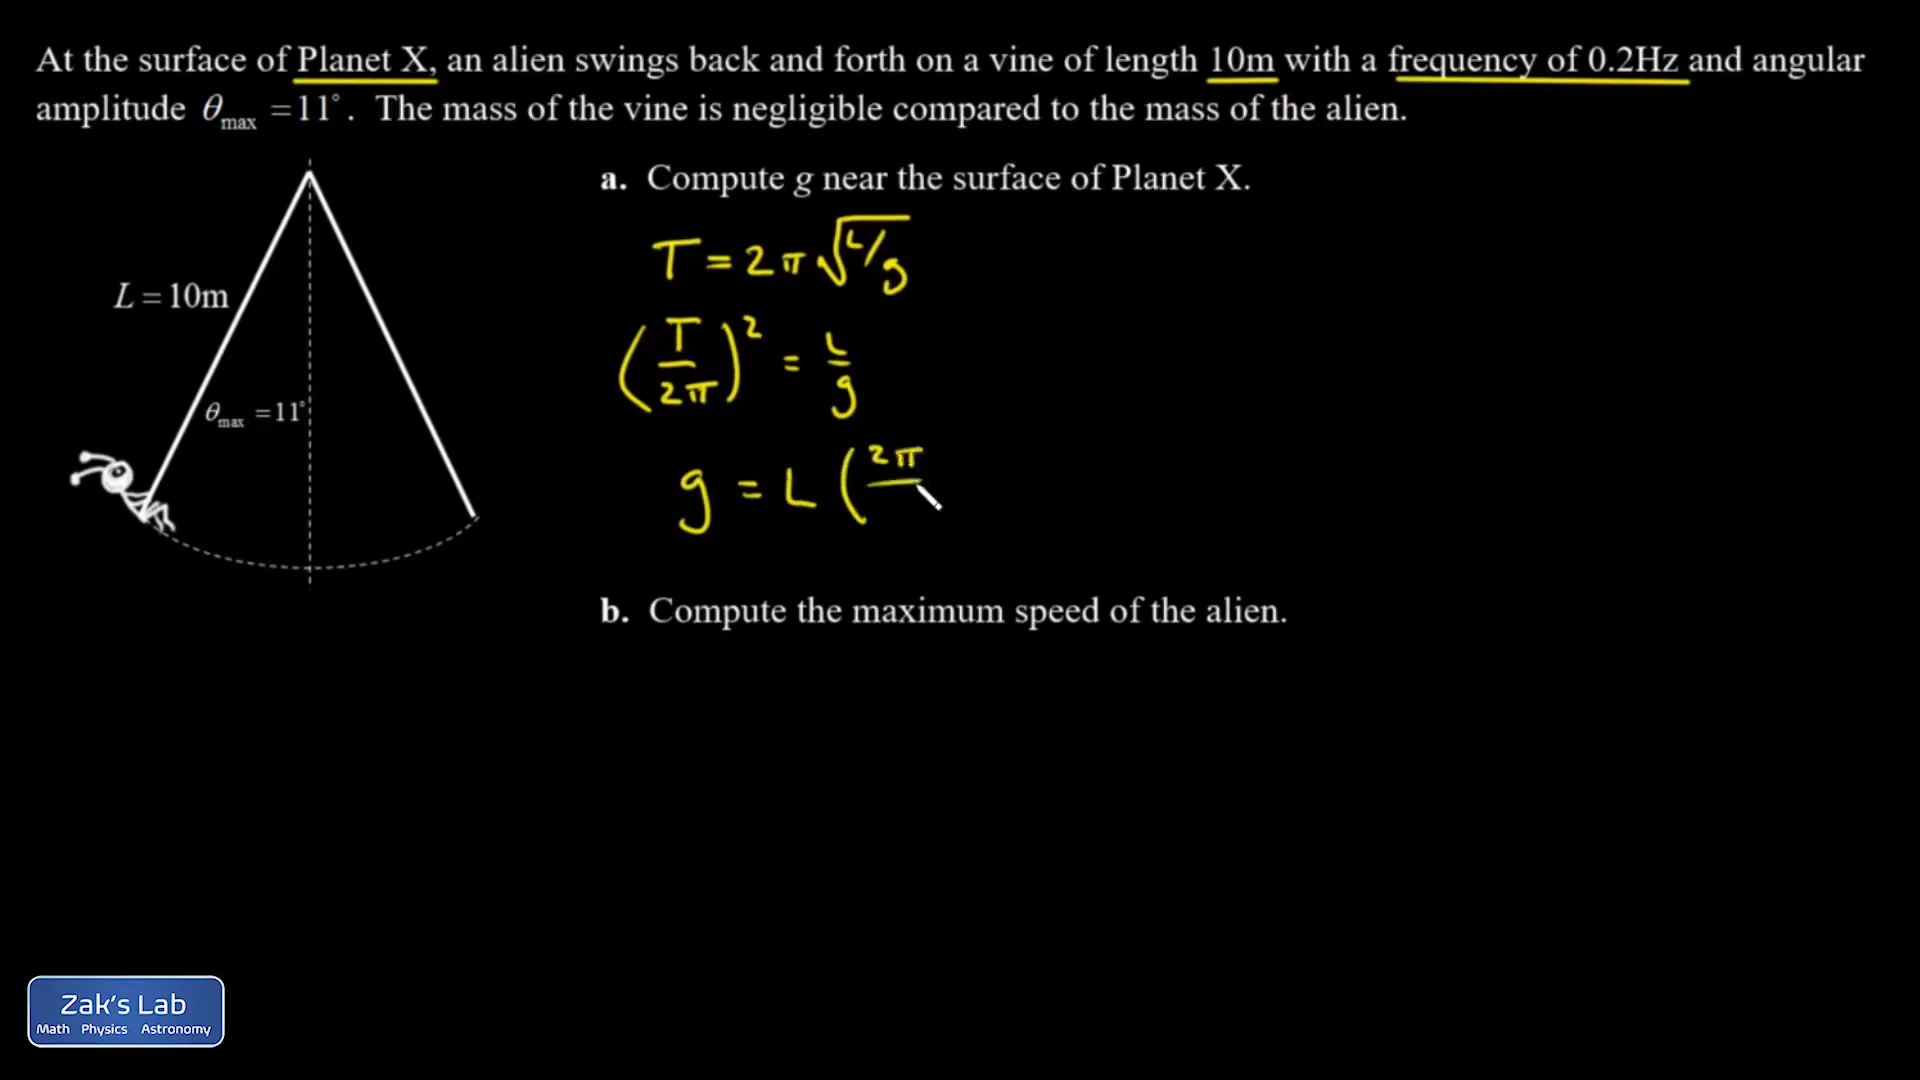 At the surface of Planet X, an alien swings back and forth on a vine of length 10m with a frequency of 0.2Hz and angular
amplitude θmax =11°. The mass of the vine is negligible compared to the mass of the alien.
a. Compute g near the surface of Planet X.
T = 2π √L/g
L = 10m
(T/2π)² = L/g
θmax =11°
g = L (2π
b. Compute the maximum speed of the alien.
Zak's Lab
Math Physics Astronomy